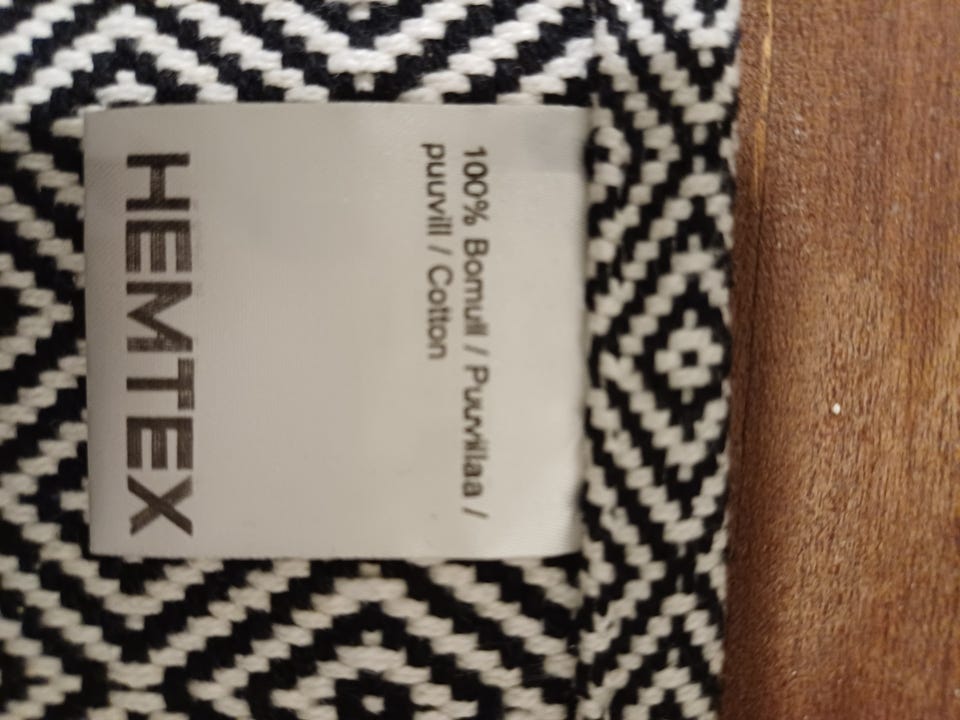 100% Bomull / Puuvillaa /
puuvill / Cotton
HEMTEX